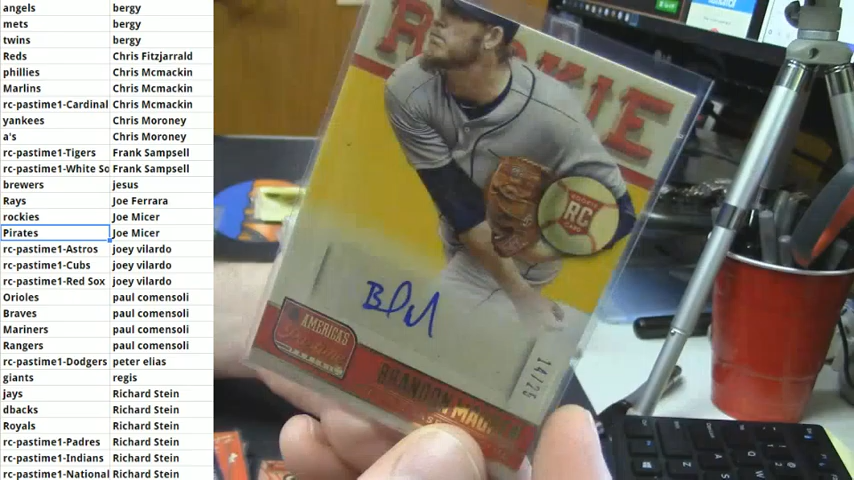 angels bergy
mets bergy
twins bergy
Reds Chris Fitzjarrald
phillies Chris Mcmackin
Marlins Chris Mcmackin
rc-pastime1-Cardinal Chris Mcmackin
yankees Chris Moroney
a's Chris Moroney
rc-pastime1-Tigers Frank Sampsell
rc-pastime1-White So Frank Sampsell
brewers jesus
Rays Joe Ferrara
rockies Joe Micer
Pirates Joe Micer
rc-pastime1-Astros joey vilardo
rc-pastime1-Cubs joey vilardo
rc-pastime1-Red Sox joey vilardo
Orioles paul comensoli
Braves paul comensoli
Mariners paul comensoli
Rangers paul comensoli
rc-pastime1-Dodgers peter elias
giants regis
jays Richard Stein
dbacks Richard Stein
Royals Richard Stein
rc-pastime1-Padres Richard Stein
rc-pastime1-Indians Richard Stein
rc-pastime1-National Richard Stein
ROOKIE
RC
AMERICA'S
Pastime
14/25
BRANDON